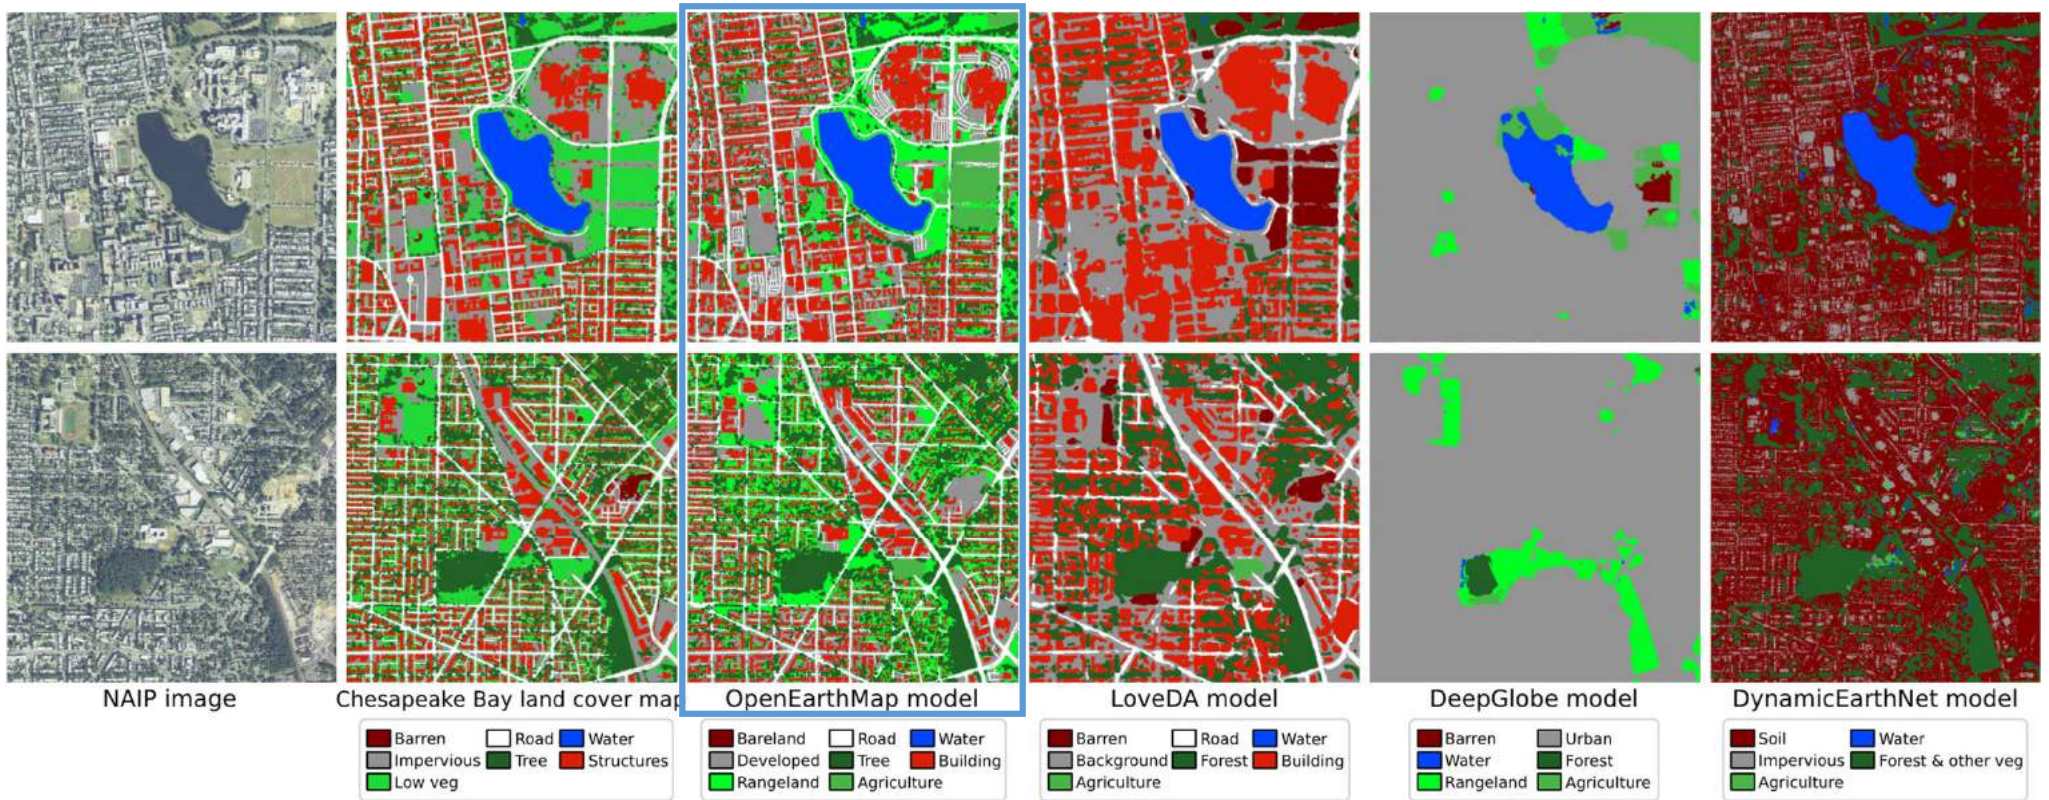 NAIP image
Chesapeake Bay land cover map
OpenEarthMap model
LoveDA model
DeepGlobe model
DynamicEarthNet model
Barren Road Water
Impervious Tree Structures
Low veg
Bareland Road Water
Developed Tree Building
Rangeland Agriculture
Barren Road Water
Background Forest Building
Agriculture
Barren Urban
Water Forest
Rangeland Agriculture
Soil Water
Impervious Forest & other veg
Agriculture